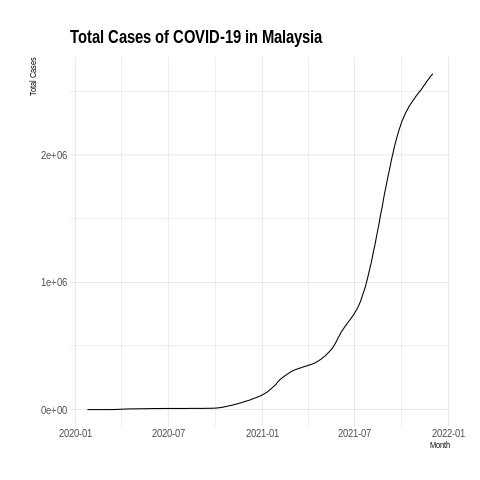 Total Cases of COVID-19 in Malaysia
Total Cases
2e+06
1e+06
0e+00
2020-01 2020-07 2021-01 2021-07 2022-01
Month